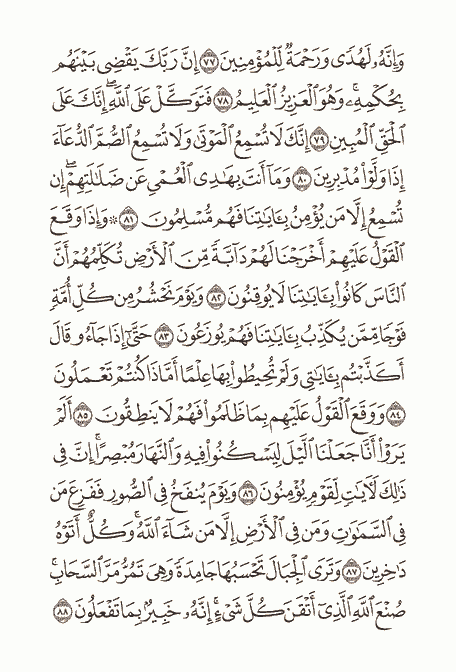 وَإِنَّهُۥ لَهُدًى وَرَحْمَةٌ لِّلْمُؤْمِنِينَ ٧٧ إِنَّ رَبَّكَ يَقْضِى بَيْنَهُم
بِحُكْمِهِۦ ۚ وَهُوَ ٱلْعَزِيزُ ٱلْعَلِيمُ ٧٨ فَتَوَكَّلْ عَلَى ٱللَّهِ ۖ إِنَّكَ عَلَى
ٱلْحَقِّ ٱلْمُبِينِ ٧٩ إِنَّكَ لَا تُسْمِعُ ٱلْمَوْتَىٰ وَلَا تُسْمِعُ ٱلصُّمَّ ٱلدُّعَآءَ
إِذَا وَلَّوْا۟ مُدْبِرِينَ ٨٠ وَمَآ أَنتَ بِهَٰدِى ٱلْعُمْىِ عَن ضَلَٰلَتِهِمْ ۖ إِن
تُسْمِعُ إِلَّا مَن يُؤْمِنُ بِـَٔايَٰتِنَا فَهُم مُّسْلِمُونَ ٨١ ۞ وَإِذَا وَقَعَ
ٱلْقَوْلُ عَلَيْهِمْ أَخْرَجْنَا لَهُمْ دَآبَّةً مِّنَ ٱلْأَرْضِ تُكَلِّمُهُمْ أَنَّ
ٱلنَّاسَ كَانُوا۟ بِـَٔايَٰتِنَا لَا يُوقِنُونَ ٨٢ وَيَوْمَ نَحْشُرُ مِن كُلِّ أُمَّةٍ
فَوْجًا مِّمَّن يُكَذِّبُ بِـَٔايَٰتِنَا فَهُمْ يُوزَعُونَ ٨٣ حَتَّىٰٓ إِذَا جَآءُو قَالَ
أَكَذَّبْتُم بِـَٔايَٰتِى وَلَمْ تُحِيطُوا۟ بِهَا عِلْمًا أَمَّاذَا كُنتُمْ تَعْمَلُونَ
٨٤ وَوَقَعَ ٱلْقَوْلُ عَلَيْهِم بِمَا ظَلَمُوا۟ فَهُمْ لَا يَنطِقُونَ ٨٥ أَلَمْ
يَرَوْا۟ أَنَّا جَعَلْنَا ٱلَّيْلَ لِيَسْكُنُوا۟ فِيهِ وَٱلنَّهَارَ مُبْصِرًا ۚ إِنَّ فِى
ذَٰلِكَ لَـَٔايَٰتٍ لِّقَوْمٍ يُؤْمِنُونَ ٨٦ وَيَوْمَ يُنفَخُ فِى ٱلصُّورِ فَفَزِعَ مَن
فِى ٱلسَّمَٰوَٰتِ وَمَن فِى ٱلْأَرْضِ إِلَّا مَن شَآءَ ٱللَّهُ ۚ وَكُلٌّ أَتَوْهُ
دَٰخِرِينَ ٨٧ وَتَرَى ٱلْجِبَالَ تَحْسَبُهَا جَامِدَةً وَهِىَ تَمُرُّ مَرَّ ٱلسَّحَابِ ۚ
صُنْعَ ٱللَّهِ ٱلَّذِىٓ أَتْقَنَ كُلَّ شَىْءٍ ۚ إِنَّهُۥ خَبِيرٌۢ بِمَا تَفْعَلُونَ ٨٨